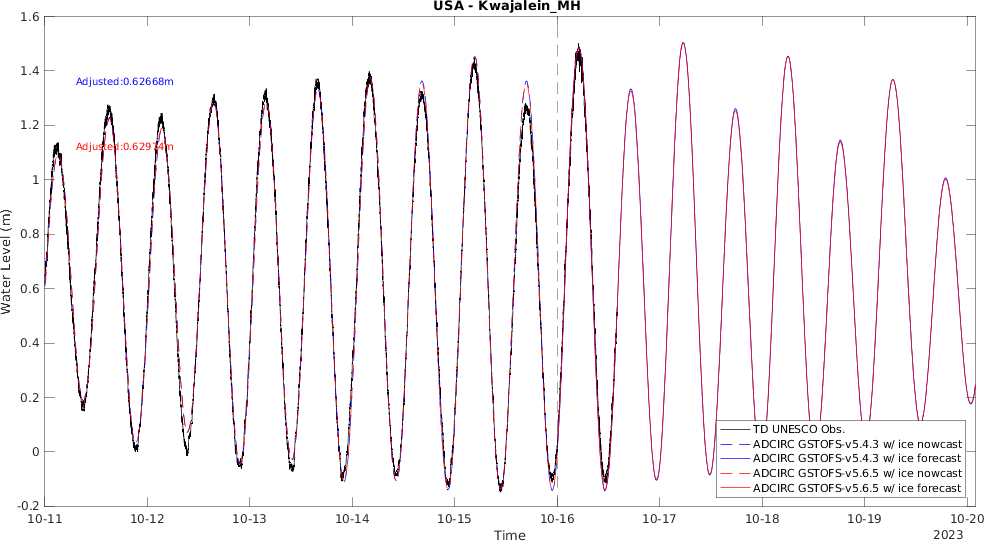 USA - Kwajalein_MH
1.6
1.4
1.2
1
0.8
0.6
0.4
0.2
0
-0.2
Water Level (m)
Adjusted:0.62668m
Adjusted:0.62974m
TD UNESCO Obs.
ADCIRC GSTOFS-v5.4.3 w/ ice nowcast
ADCIRC GSTOFS-v5.4.3 w/ ice forecast
ADCIRC GSTOFS-v5.6.5 w/ ice nowcast
ADCIRC GSTOFS-v5.6.5 w/ ice forecast
10-11 10-12 10-13 10-14 10-15 10-16 10-17 10-18 10-19 10-20
Time
2023